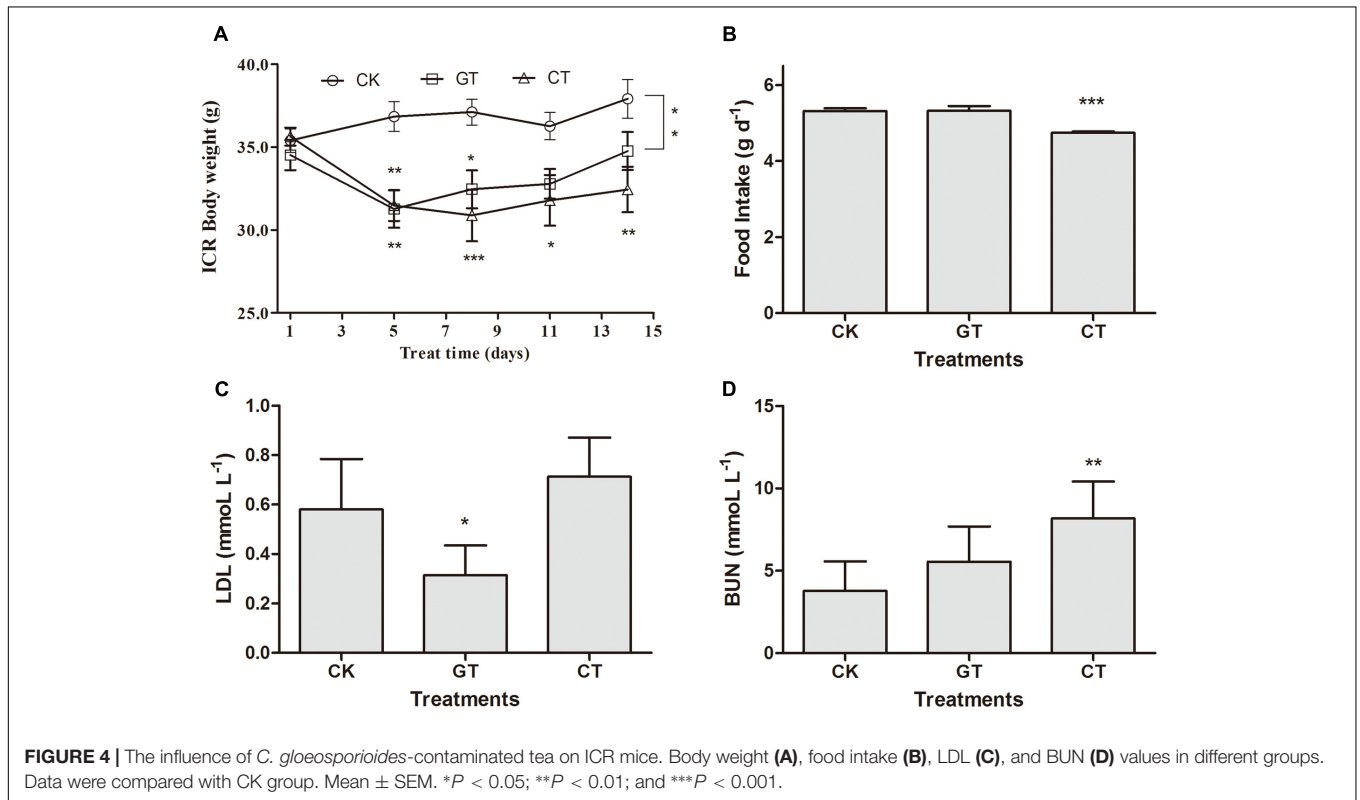 A
40.0
35.0
30.0
25.0
ICR Body weight (g)
CK GT CT
**
*
*
*
**
***
*
**
1 3 5 7 9 11 13 15
Treat time (days)
B
6
4
2
0
Food Intake (g d-1)
***
CK GT CT
Treatments
C
1.0
0.8
0.6
0.4
0.2
0.0
LDL (mmoL L-1)
*
CK GT CT
Treatments
D
15
10
5
0
BUN (mmoL L-1)
**
CK GT CT
Treatments
FIGURE 4 | The influence of C. gloeosporioides-contaminated tea on ICR mice. Body weight (A), food intake (B), LDL (C), and BUN (D) values in different groups.
Data were compared with CK group. Mean ± SEM. *P < 0.05; **P < 0.01; and ***P < 0.001.